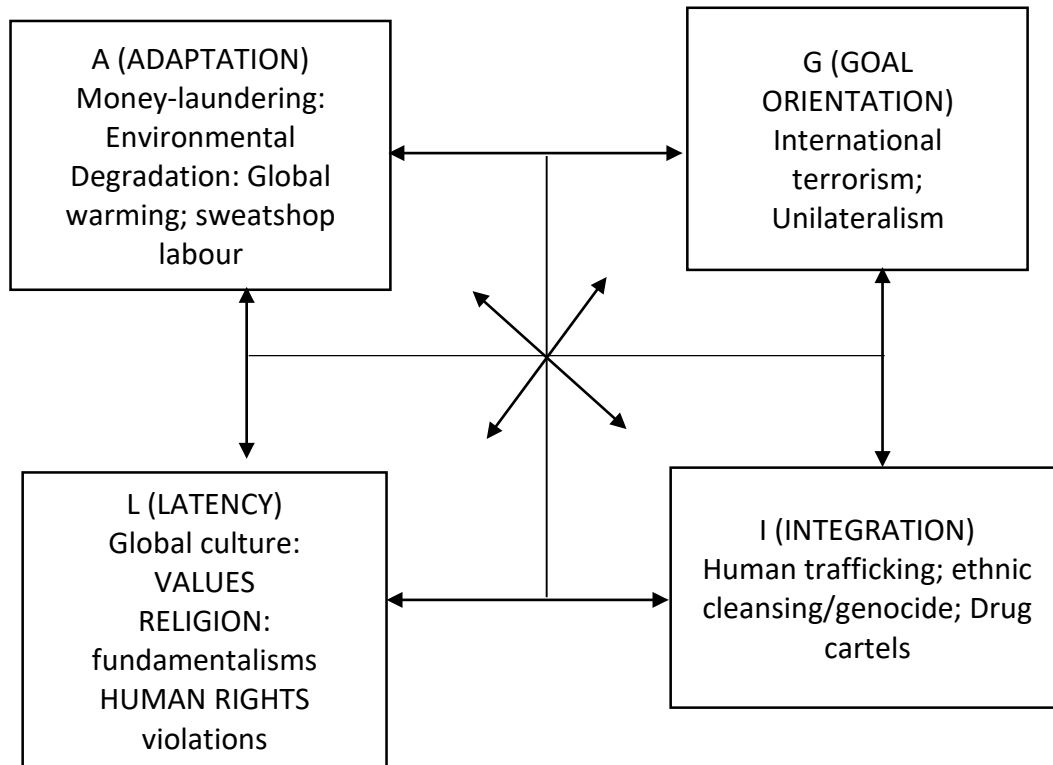 A (ADAPTATION)
Money-laundering:
Environmental
Degradation: Global
warming; sweatshop
labour
G (GOAL
ORIENTATION)
International
terrorism;
Unilateralism
L (LATENCY)
Global culture:
VALUES
RELIGION:
fundamentalisms
HUMAN RIGHTS
violations
I (INTEGRATION)
Human trafficking; ethnic
cleansing/genocide; Drug
cartels